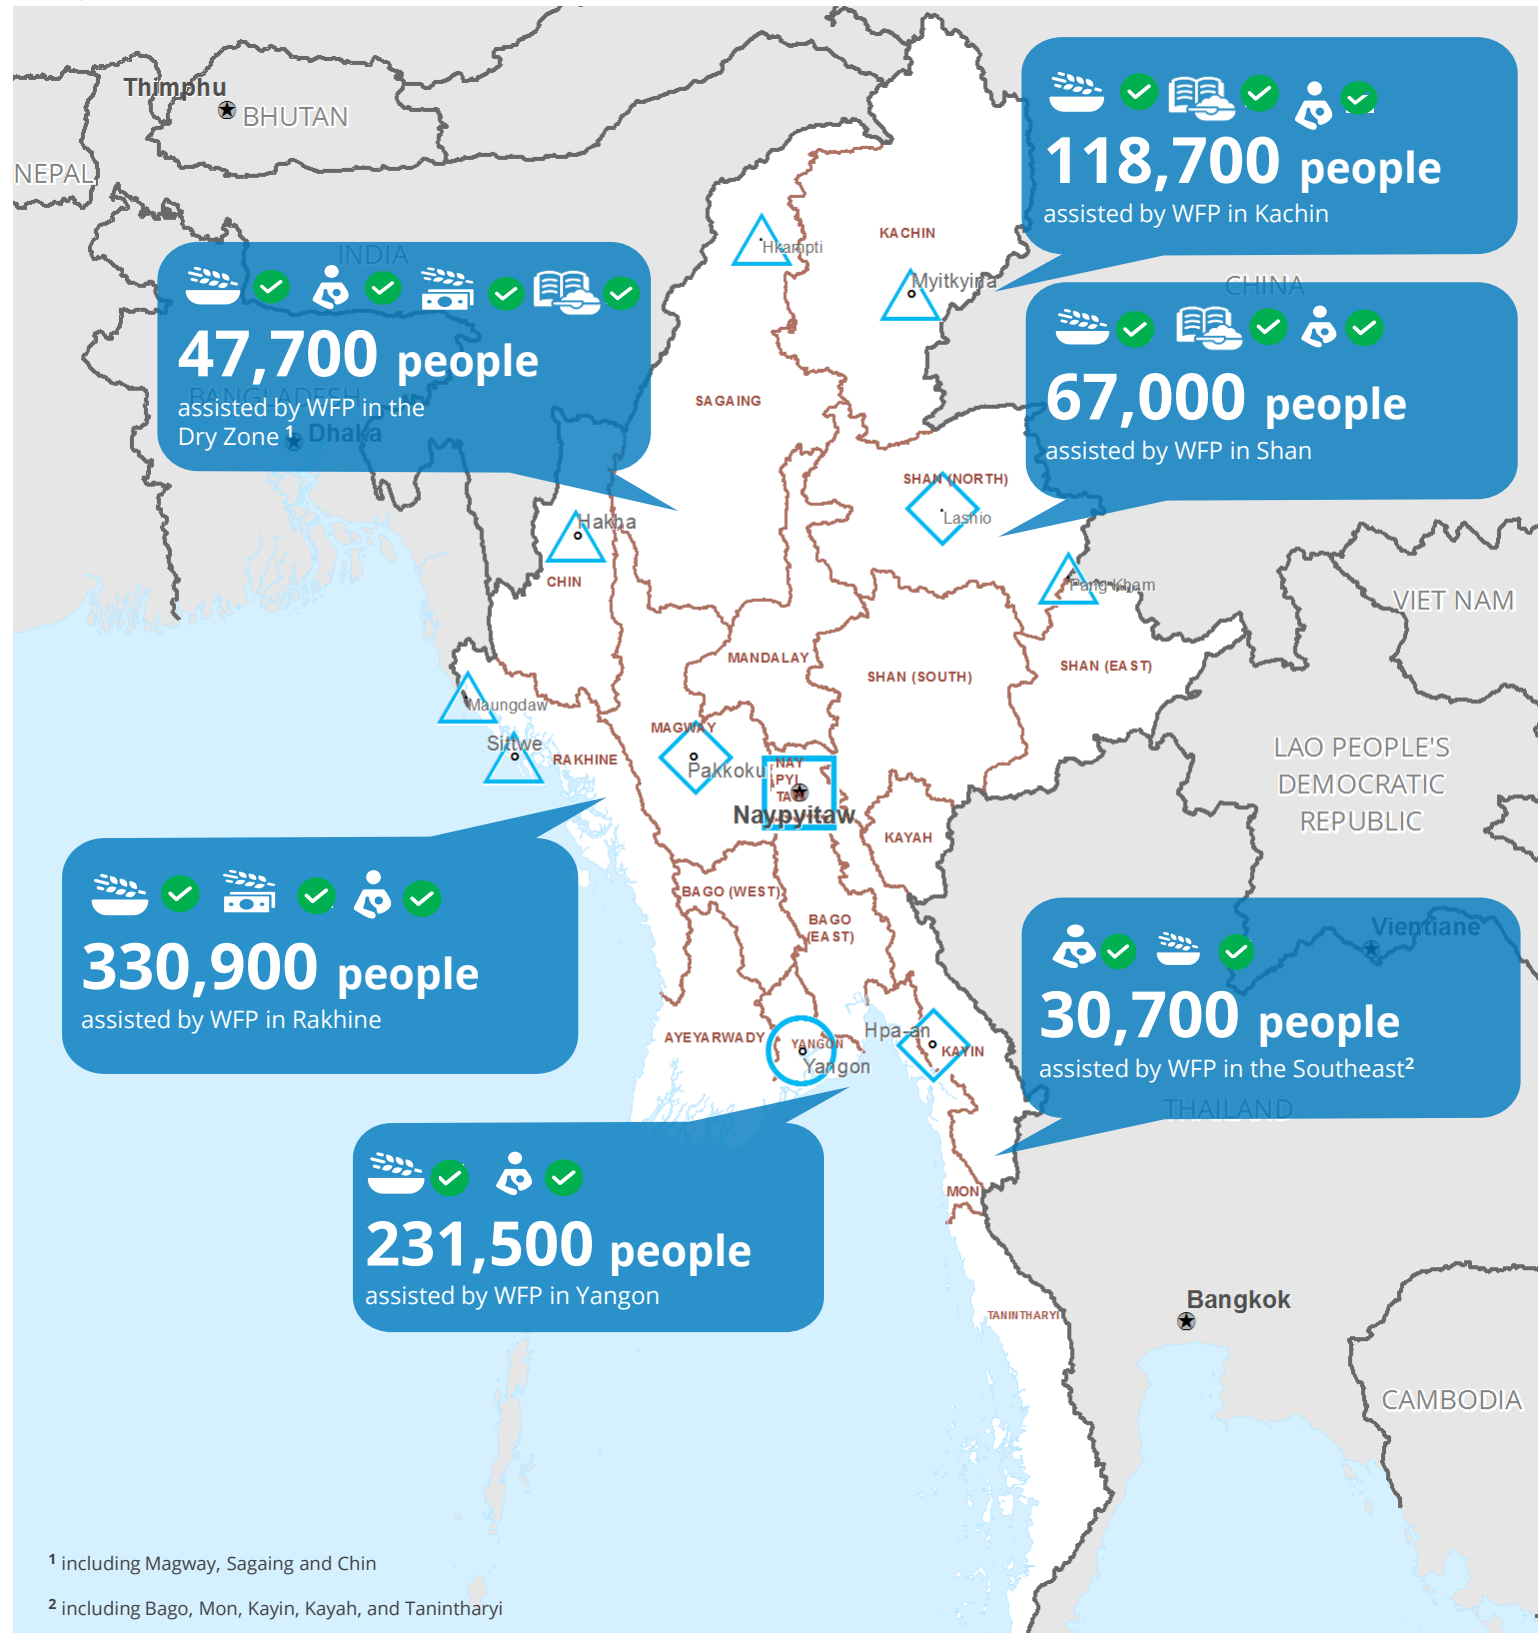 Thimphu
BHUTAN
NEPAL
INDIA
CHINA
118,700 people
assisted by WFP in Kachin
KACHIN
Hkampti
Myitkyina
47,700 people
assisted by WFP in the
Dry Zone 1
BANGLADESH
Dhaka
SAGAING
67,000 people
assisted by WFP in Shan
SHAN (NORTH)
Lashio
Hakha
CHIN
Pang Kham
VIET NAM
MANDALAY
SHAN (SOUTH)
SHAN (EAST)
Maungdaw
Sittwe
RAKHINE
MAGWAY
Pakkoku
NAY
PYI
TAW
Naypyitaw
LAO PEOPLE'S
DEMOCRATIC
REPUBLIC
KAYAH
BAGO (WEST)
BAGO
(EAST)
330,900 people
assisted by WFP in Rakhine
Vientiane
30,700 people
assisted by WFP in the Southeast2
THAILAND
AYEYARWADY
YANGON
Yangon
Hpa-an
KAYIN
231,500 people
assisted by WFP in Yangon
MON
TANINTHARYI
Bangkok
CAMBODIA
1 including Magway, Sagaing and Chin
2 including Bago, Mon, Kayin, Kayah, and Tanintharyi